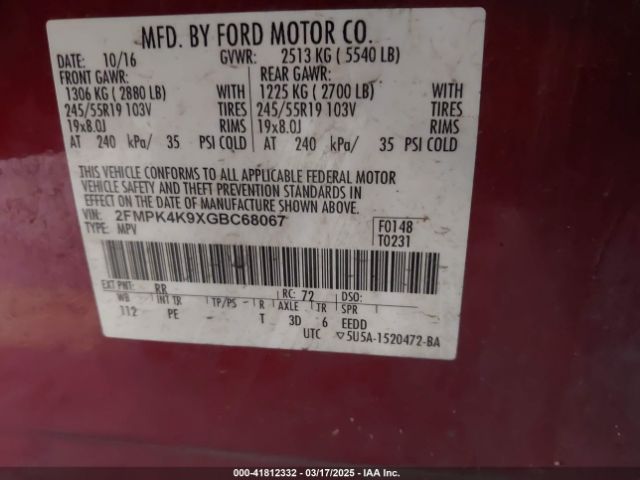 MFD. BY FORD MOTOR CO.
DATE: 10/16 GVWR: 2513 KG ( 5540 LB)
FRONT GAWR: REAR GAWR:
1306 KG ( 2880 LB) WITH 1225 KG ( 2700 LB) WITH
245/55R19 103V TIRES 245/55R19 103V TIRES
19x8.0J RIMS 19x8.0J RIMS
AT 240 kPa/ 35 PSI COLD AT 240 kPa/ 35 PSI COLD
THIS VEHICLE CONFORMS TO ALL APPLICABLE FEDERAL MOTOR
VEHICLE SAFETY AND THEFT PREVENTION STANDARDS IN
EFFECT ON THE DATE OF MANUFACTURE SHOWN ABOVE.
VIN: 2FMPK4K9XGBC68067 F0148
TYPE: MPV T0231
EXT PNT: RR RC: 72 DSO:
WB INT TR TP/PS R AXLE TR SPR
112 PE T 3D 6 EEDD
UTC ▽5U5A-1520472-BA
000-41812332 - 03/17/2025 - IAA Inc.